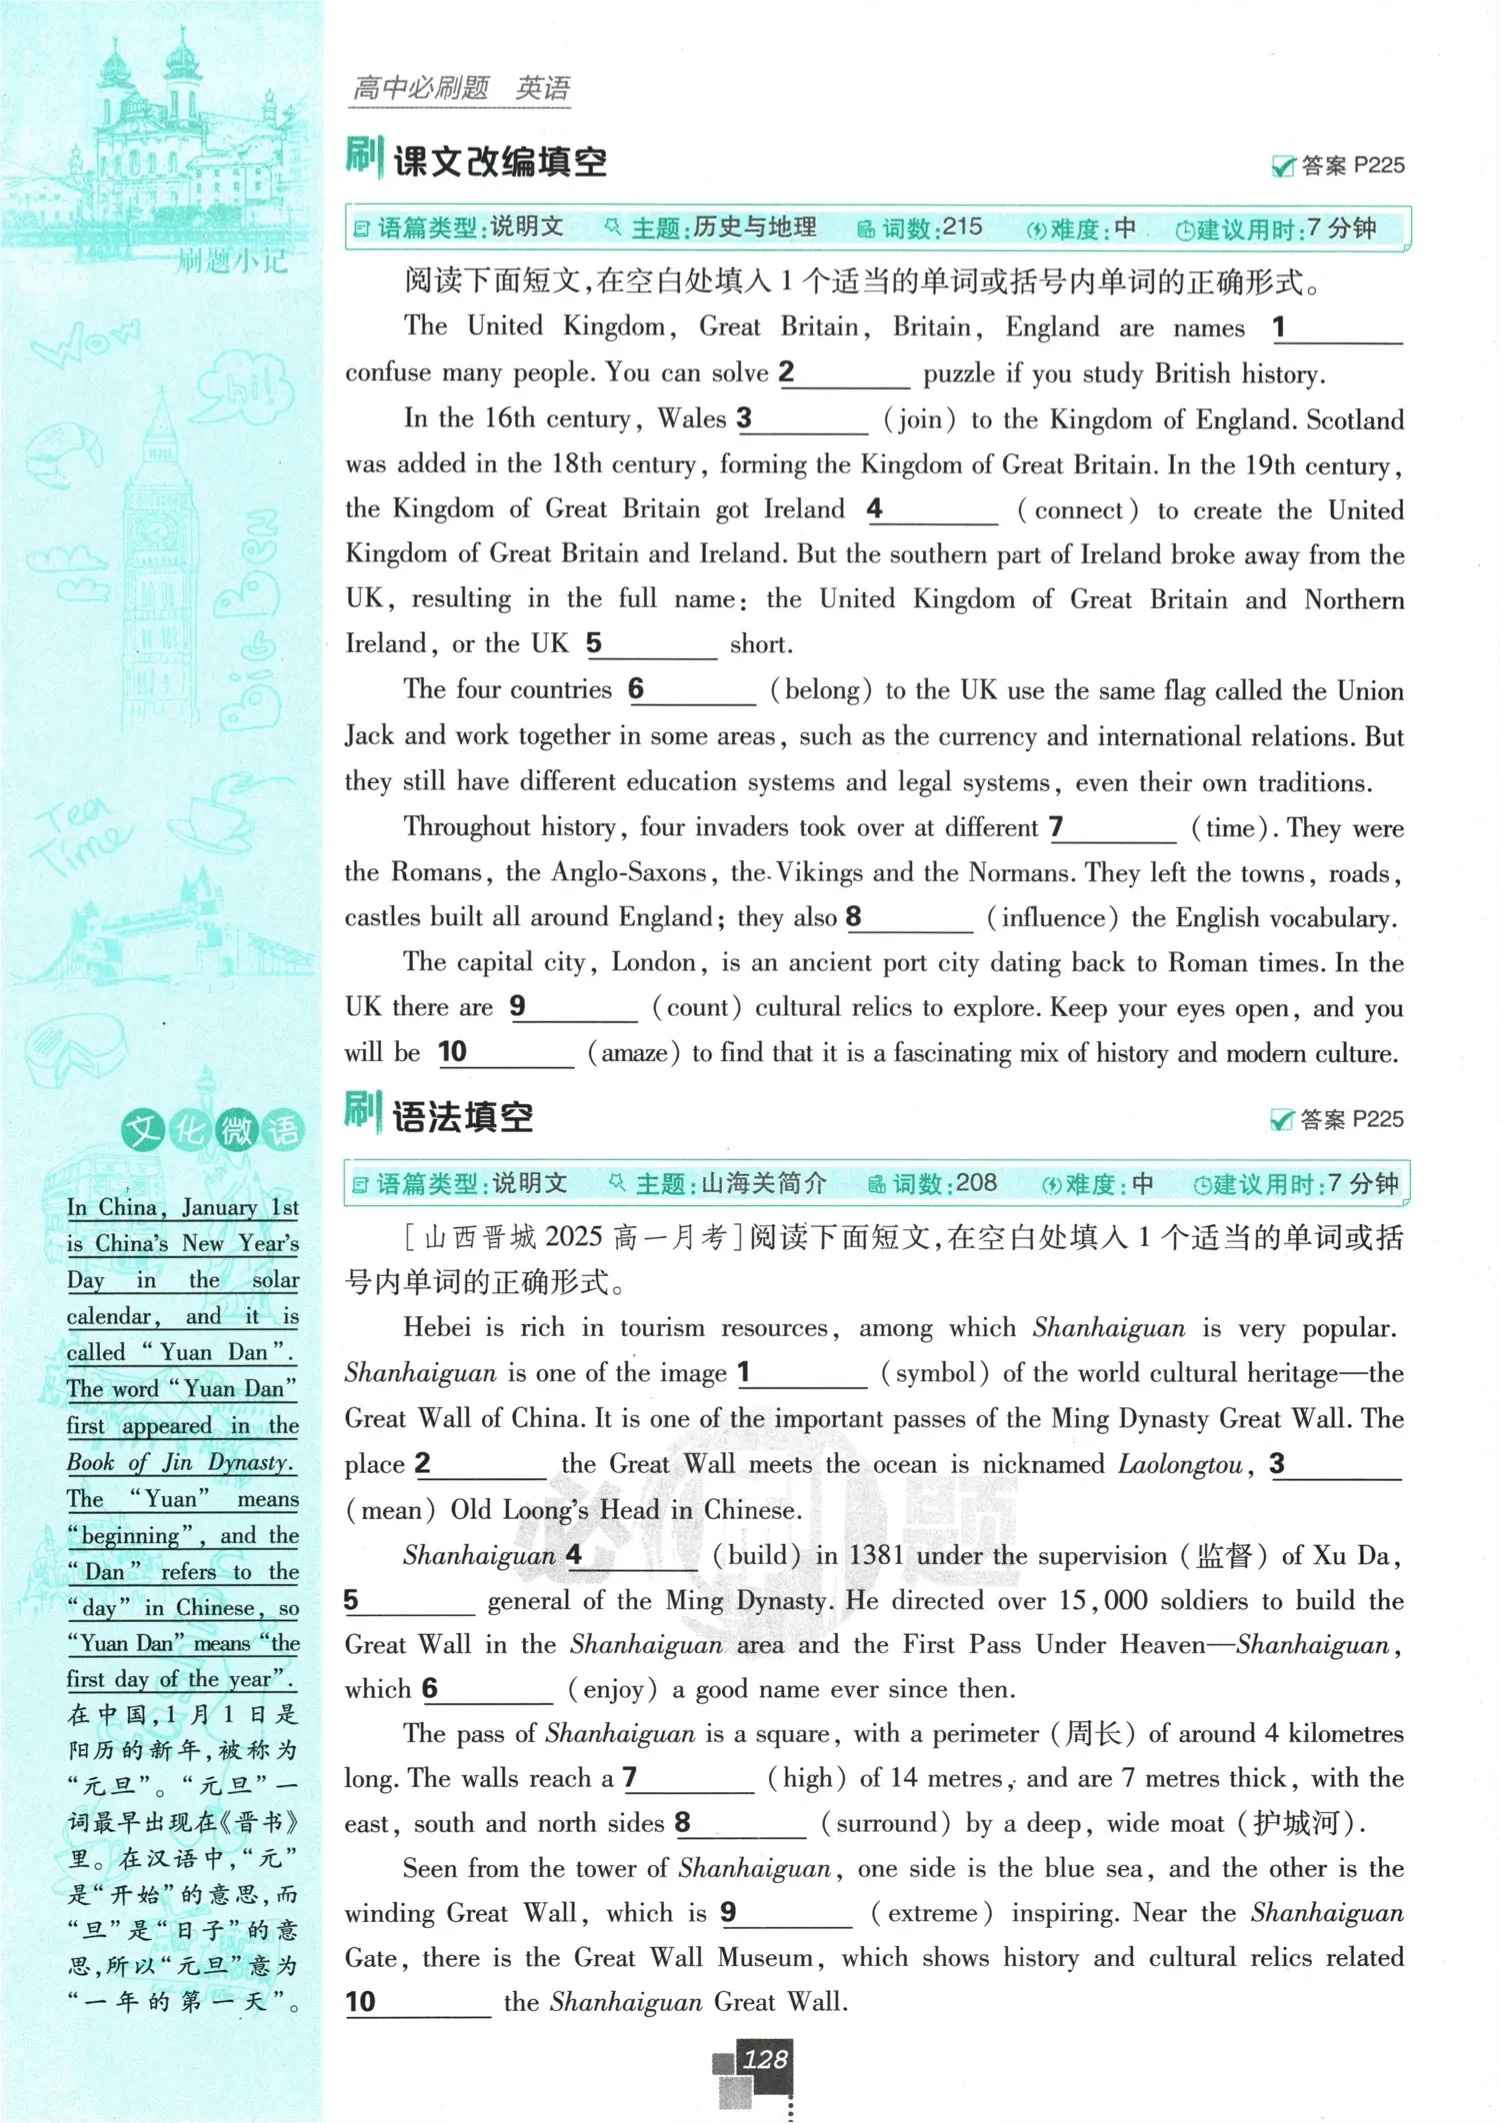 高中必刷题 英语
刷 课文改编填空
答案 P225
语篇类型:说明文 主题:历史与地理 词数:215 难度:中 建议用时:7 分钟
阅读下面短文,在空白处填入 1 个适当的单词或括号内单词的正确形式。
The United Kingdom, Great Britain, Britain, England are names 1________
confuse many people. You can solve 2________ puzzle if you study British history.
In the 16th century, Wales 3________ (join) to the Kingdom of England. Scotland
was added in the 18th century, forming the Kingdom of Great Britain. In the 19th century,
the Kingdom of Great Britain got Ireland 4________ (connect) to create the United
Kingdom of Great Britain and Ireland. But the southern part of Ireland broke away from the
UK, resulting in the full name: the United Kingdom of Great Britain and Northern
Ireland, or the UK 5________ short.
The four countries 6________ (belong) to the UK use the same flag called the Union
Jack and work together in some areas, such as the currency and international relations. But
they still have different education systems and legal systems, even their own traditions.
Throughout history, four invaders took over at different 7________ (time). They were
the Romans, the Anglo-Saxons, the Vikings and the Normans. They left the towns, roads,
castles built all around England; they also 8________ (influence) the English vocabulary.
The capital city, London, is an ancient port city dating back to Roman times. In the
UK there are 9________ (count) cultural relics to explore. Keep your eyes open, and you
will be 10________ (amaze) to find that it is a fascinating mix of history and modern culture.
刷 语法填空
答案 P225
语篇类型:说明文 主题:山海关简介 词数:208 难度:中 建议用时:7 分钟
[山西晋城 2025 高一月考]阅读下面短文,在空白处填入 1 个适当的单词或括
号内单词的正确形式。
Hebei is rich in tourism resources, among which Shanhaiguan is very popular.
Shanhaiguan is one of the image 1________ (symbol) of the world cultural heritage—the
Great Wall of China. It is one of the important passes of the Ming Dynasty Great Wall. The
place 2________ the Great Wall meets the ocean is nicknamed Laolongtou, 3________
(mean) Old Loong's Head in Chinese.
Shanhaiguan 4________ (build) in 1381 under the supervision (监督) of Xu Da,
5________ general of the Ming Dynasty. He directed over 15,000 soldiers to build the
Great Wall in the Shanhaiguan area and the First Pass Under Heaven—Shanhaiguan,
which 6________ (enjoy) a good name ever since then.
The pass of Shanhaiguan is a square, with a perimeter (周长) of around 4 kilometres
long. The walls reach a 7________ (high) of 14 metres, and are 7 metres thick, with the
east, south and north sides 8________ (surround) by a deep, wide moat (护城河).
Seen from the tower of Shanhaiguan, one side is the blue sea, and the other is the
winding Great Wall, which is 9________ (extreme) inspiring. Near the Shanhaiguan
Gate, there is the Great Wall Museum, which shows history and cultural relics related
10________ the Shanhaiguan Great Wall.
必刷题
刷题小记
Wow
hi!
Big Ben
Tea
Time
文化微语
In China, January 1st
is China's New Year's
Day in the solar
calendar, and it is
called “Yuan Dan”.
The word “Yuan Dan”
first appeared in the
Book of Jin Dynasty.
The “Yuan” means
“beginning”, and the
“Dan” refers to the
“day” in Chinese, so
“Yuan Dan” means “the
first day of the year”.
在中国,1 月 1 日是
阳历的新年,被称为
“元旦”。“元旦”一
词最早出现在《晋书》
里。在汉语中,“元”
是“开始”的意思,而
“旦”是“日子”的意
思,所以“元旦”意为
“一年的第一天”。
128